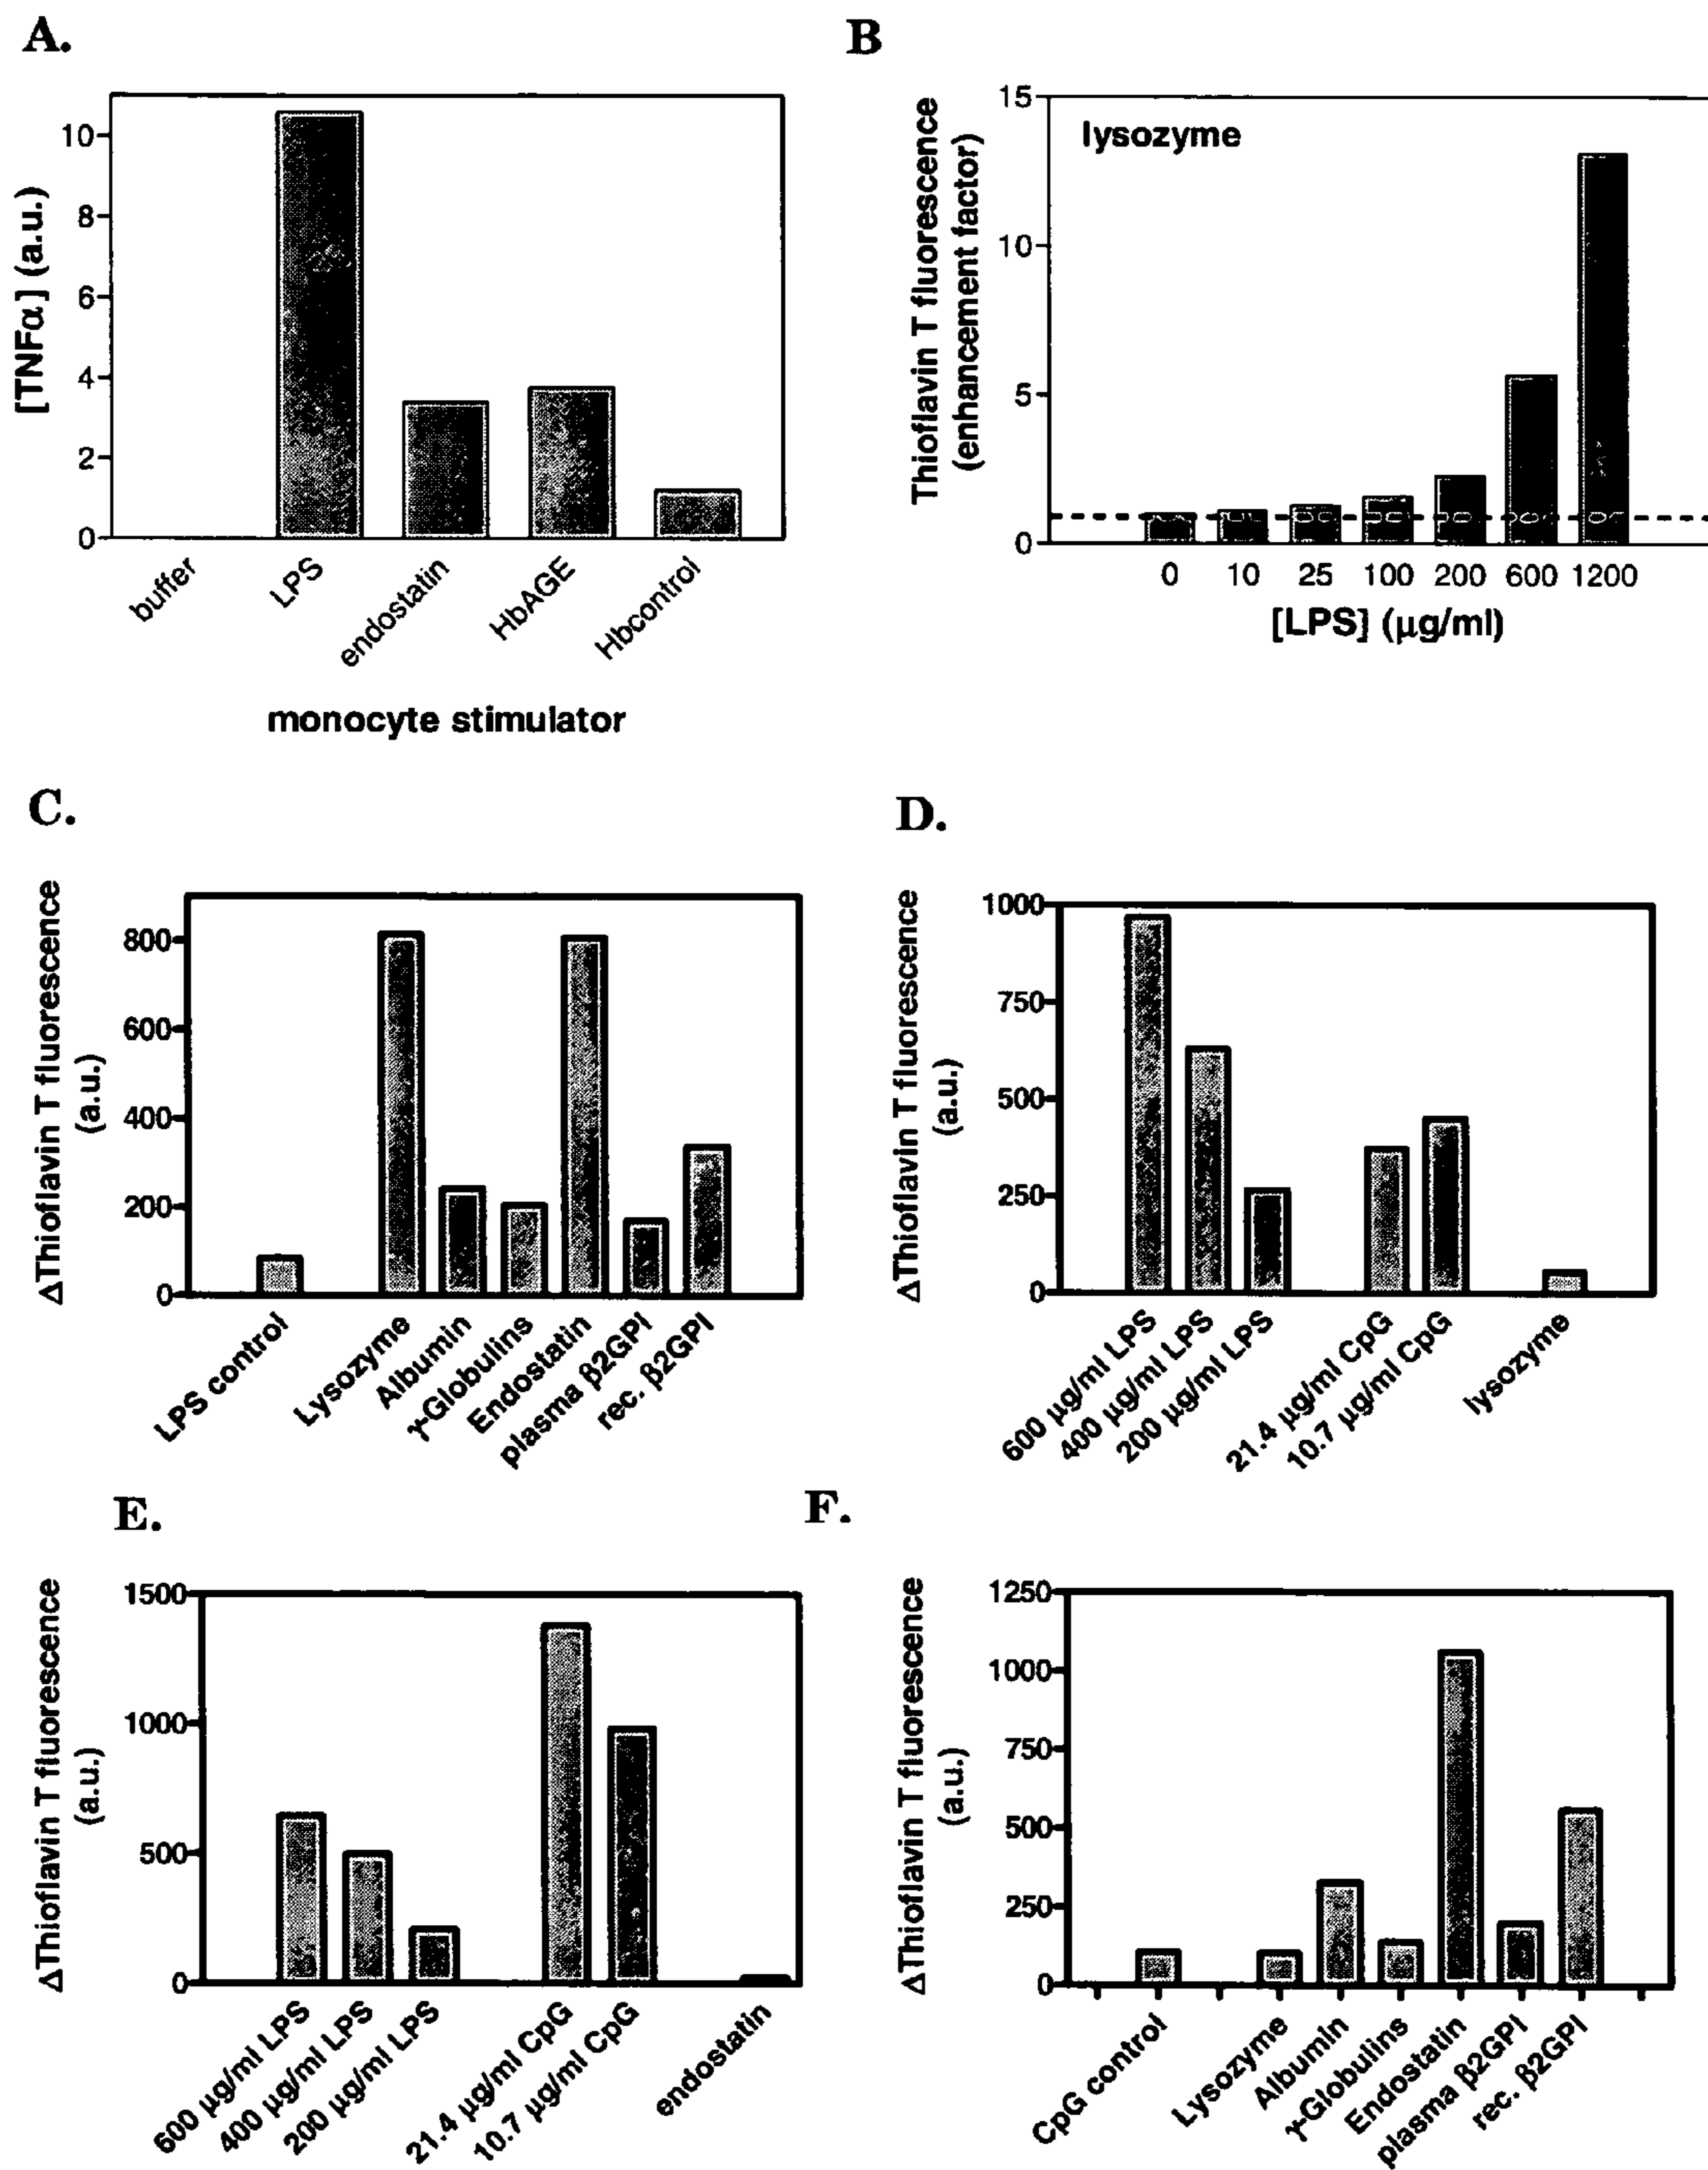 A.
[TNFα] (a.u.)
10
8
6
4
2
0
buffer
LPS
endostatin
HbAGE
Hbcontrol
monocyte stimulator
B
Thioflavin T fluorescence
(enhancement factor)
15
10
5
0
lysozyme
0 10 25 100 200 600 1200
[LPS] (μg/ml)
C.
ΔThioflavin T fluorescence
(a.u.)
800
600
400
200
0
LPS control
Lysozyme
Albumin
γ-Globulins
Endostatin
plasma β2GPI
rec. β2GPI
D.
ΔThioflavin T fluorescence
(a.u.)
1000
750
500
250
0
600 μg/ml LPS
400 μg/ml LPS
200 μg/ml LPS
21.4 μg/ml CpG
10.7 μg/ml CpG
lysozyme
E.
ΔThioflavin T fluorescence
(a.u.)
1500
1000
500
0
600 μg/ml LPS
400 μg/ml LPS
200 μg/ml LPS
21.4 μg/ml CpG
10.7 μg/ml CpG
endostatin
F.
ΔThioflavin T fluorescence
(a.u.)
1250
1000
750
500
250
0
CpG control
Lysozyme
Albumin
γ-Globulins
Endostatin
plasma β2GPI
rec. β2GPI